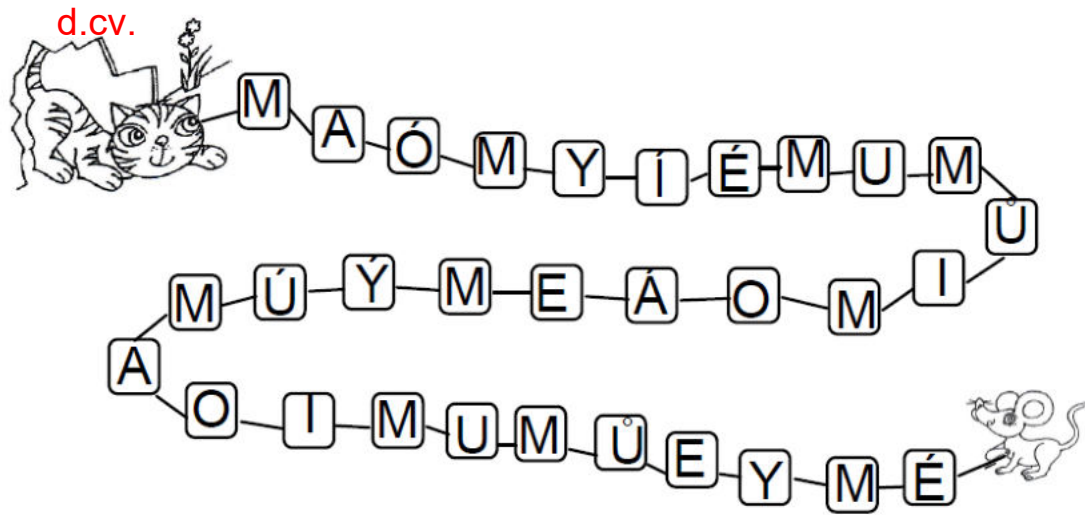 d.cv.
M A Ó M Y Í É M U M
Ů I M O Á E M Ý Ú M
A O I M U M Ů E Y M É